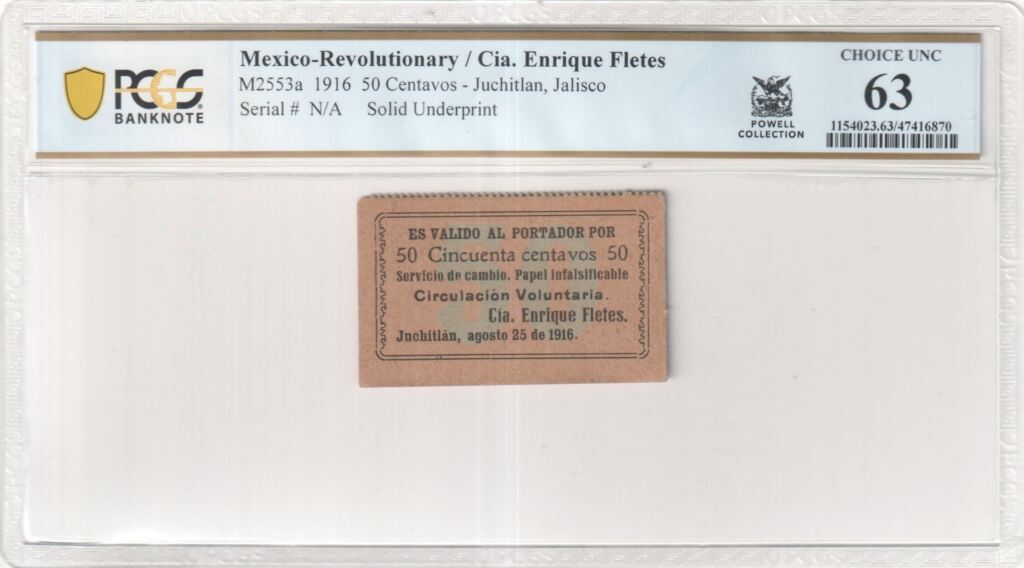 PCGS
BANKNOTE
Mexico-Revolutionary / Cia. Enrique Fletes
M2553a 1916 50 Centavos - Juchitlan, Jalisco
Serial # N/A Solid Underprint
POWELL
COLLECTION
CHOICE UNC
63
1154023.63/47416870
ES VALIDO AL PORTADOR POR
50 Cincuenta centavos 50
Servicio de cambio. Papel infalsificable
Circulación Voluntaria.
Cía. Enrique Fletes.
Juchitlán, agosto 25 de 1916.
50